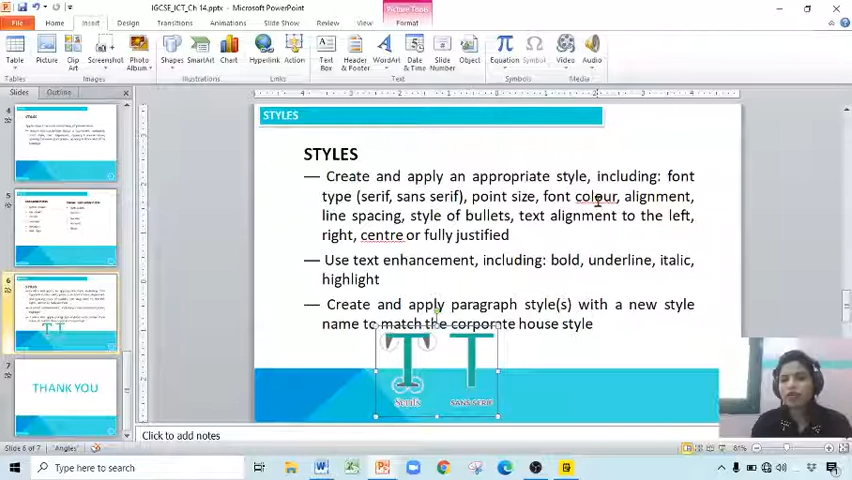 IGCSE_ICT_Ch 14.pptx - Microsoft PowerPoint
Picture Tools
File
Home
Insert
Design
Transitions
Animations
Slide Show
Review
View
Format
Table
Picture
Clip Art
Screenshot
Photo Album
Shapes
SmartArt
Chart
Hyperlink
Action
Text Box
Header & Footer
WordArt
Date & Time
Slide Number
Object
Equation
Symbol
Video
Audio
Tables
Images
Illustrations
Links
Text
Symbols
Media
Slides
Outline
4
5
6
7
THANK YOU
STYLES
STYLES
— Create and apply an appropriate style, including: font
type (serif, sans serif), point size, font colour, alignment,
line spacing, style of bullets, text alignment to the left,
right, centre or fully justified
— Use text enhancement, including: bold, underline, italic,
highlight
— Create and apply paragraph style(s) with a new style
name to match the corporate house style
T T
Serifs
SANS SERIF
Click to add notes
Slide 6 of 7
'Angles'
81%
Type here to search